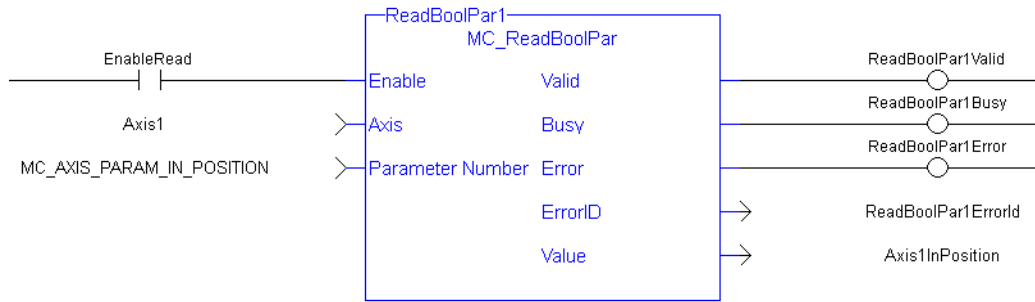 ReadBoolPar1
MC_ReadBoolPar
EnableRead
Enable
Valid
ReadBoolPar1Valid
Axis1
Axis
Busy
ReadBoolPar1Busy
MC_AXIS_PARAM_IN_POSITION
Parameter Number
Error
ReadBoolPar1Error
ErrorID
ReadBoolPar1ErrorId
Value
Axis1InPosition